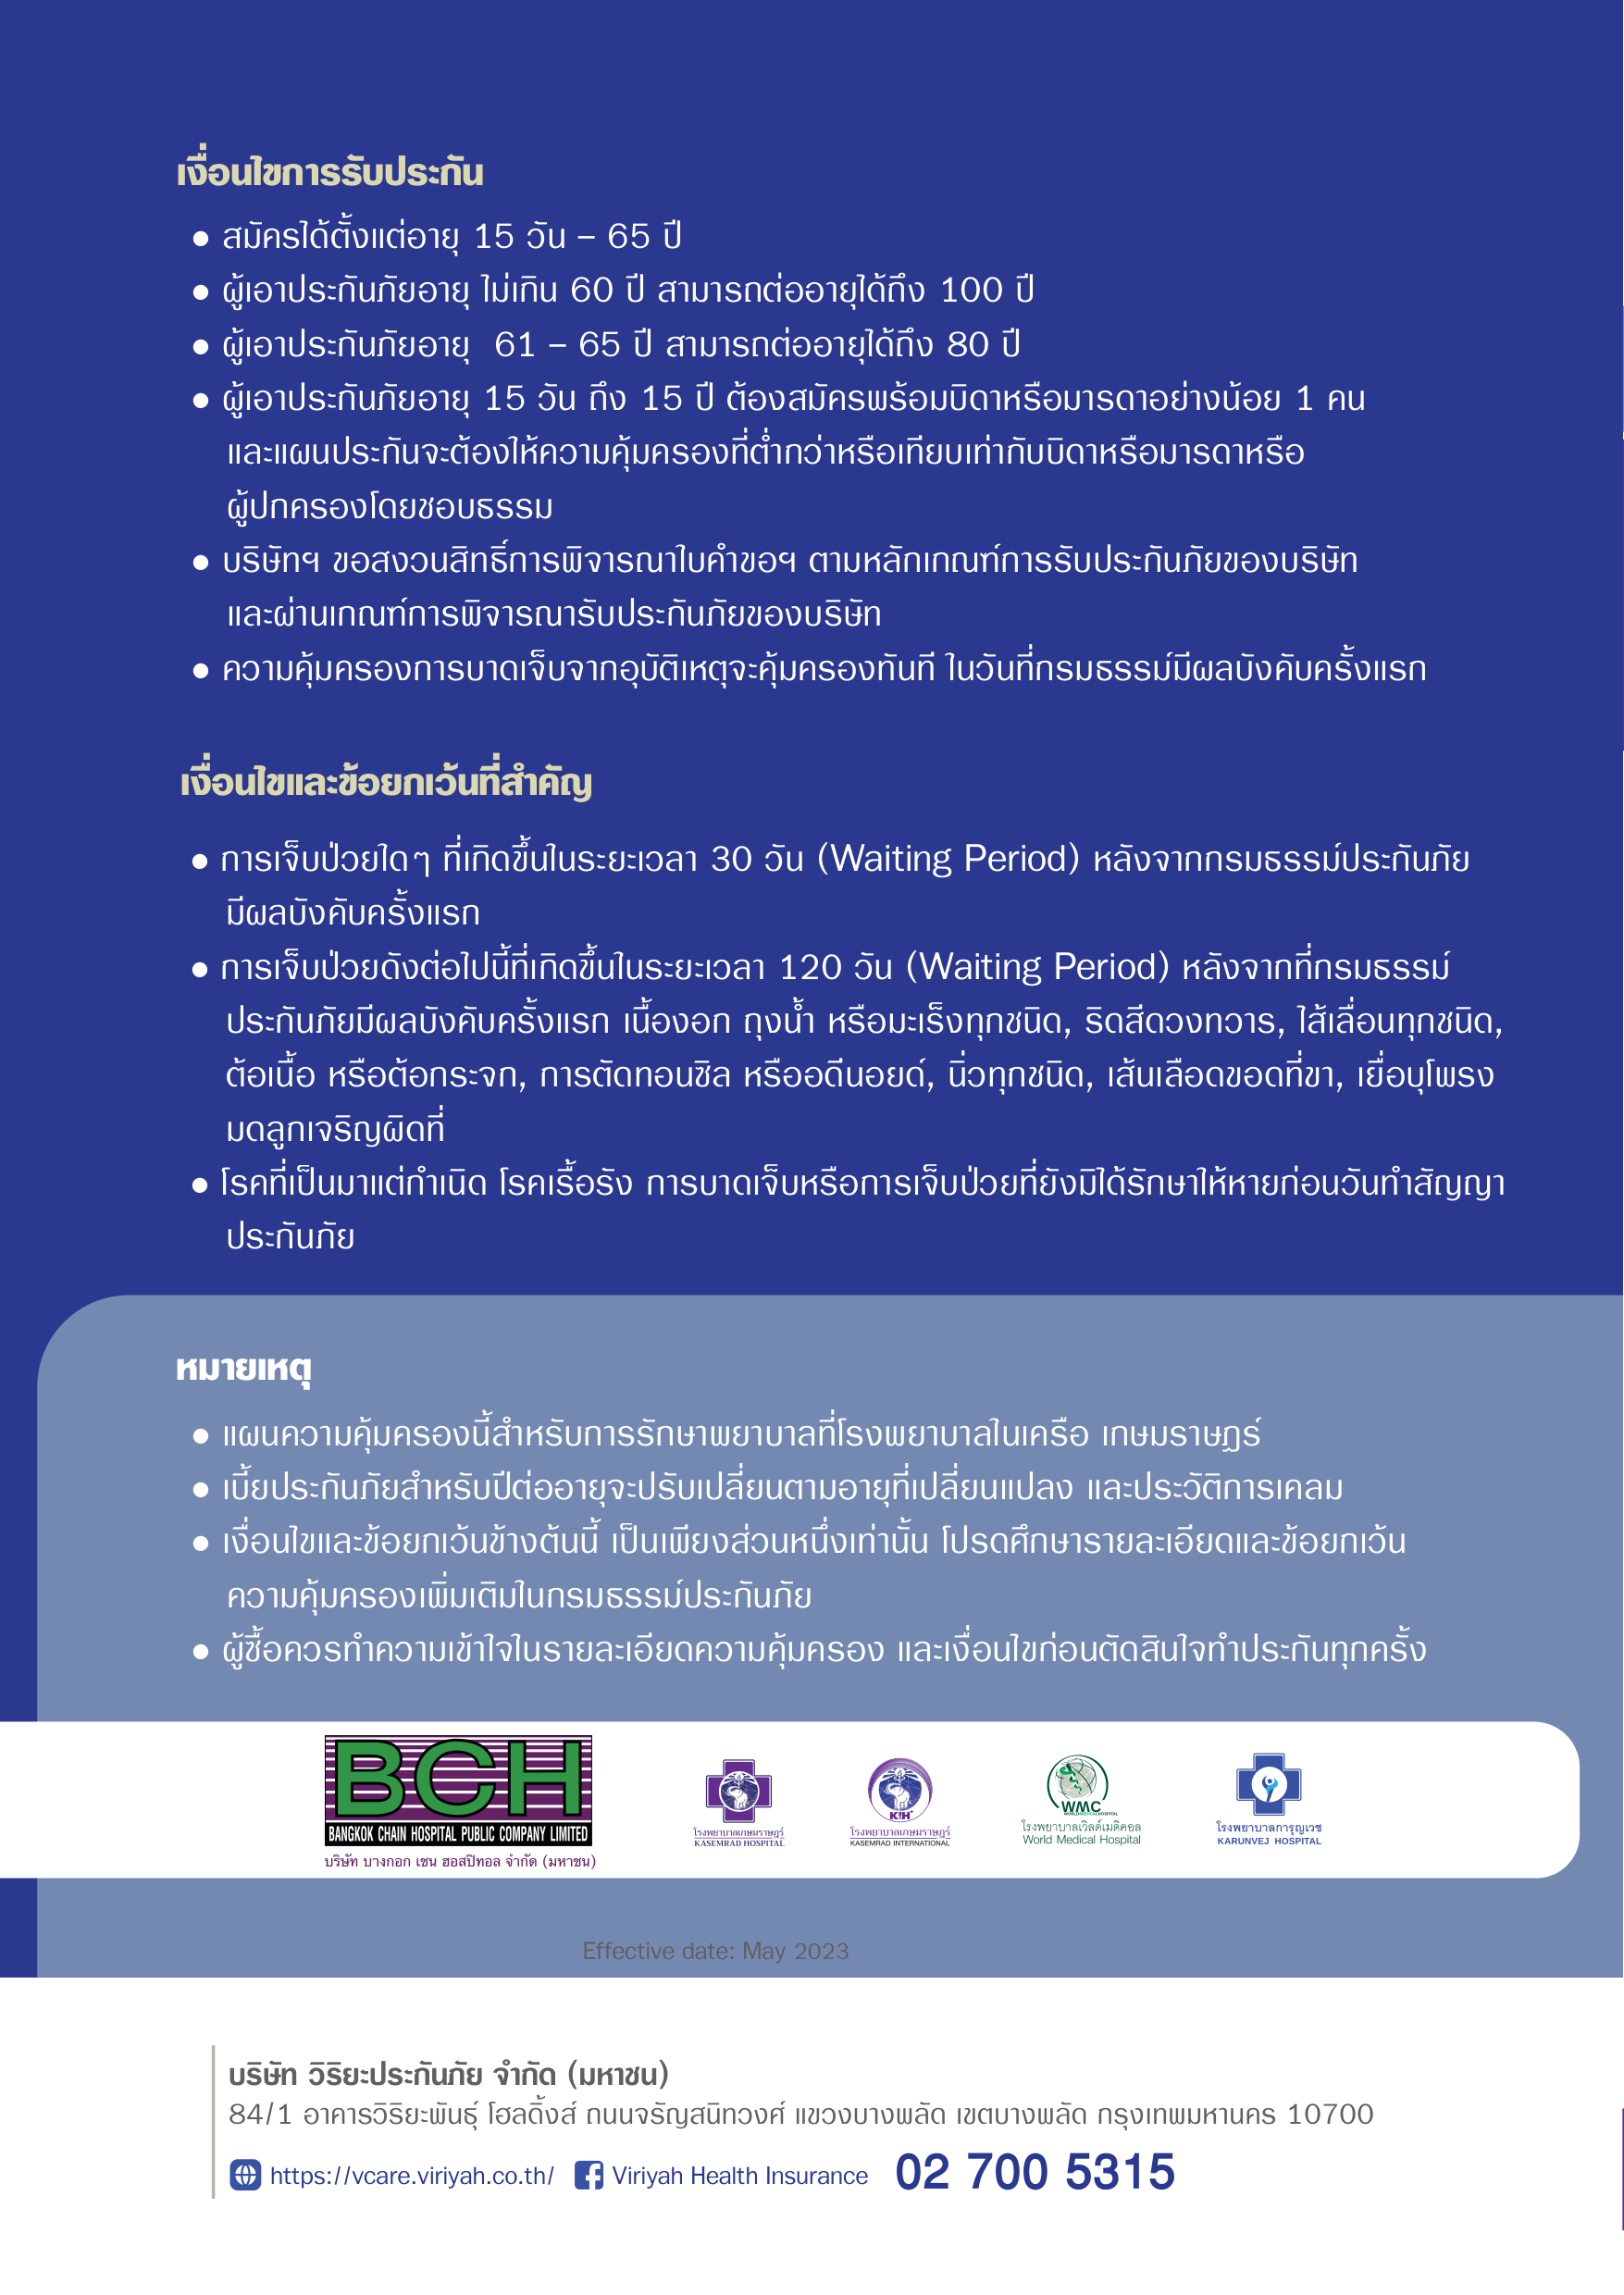 เงื่อนไขการรับประกัน
● สมัครได้ตั้งแต่อายุ 15 วัน – 65 ปี
● ผู้เอาประกันภัยอายุ ไม่เกิน 60 ปี สามารถต่ออายุได้ถึง 100 ปี
● ผู้เอาประกันภัยอายุ 61 – 65 ปี สามารถต่ออายุได้ถึง 80 ปี
● ผู้เอาประกันภัยอายุ 15 วัน ถึง 15 ปี ต้องสมัครพร้อมบิดาหรือมารดาอย่างน้อย 1 คน
และแผนประกันจะต้องให้ความคุ้มครองที่ต่ำกว่าหรือเทียบเท่ากับบิดาหรือมารดาหรือ
ผู้ปกครองโดยชอบธรรม
● บริษัทฯ ขอสงวนสิทธิ์การพิจารณาใบคำขอฯ ตามหลักเกณฑ์การรับประกันภัยของบริษัท
และผ่านเกณฑ์การพิจารณารับประกันภัยของบริษัท
● ความคุ้มครองการบาดเจ็บจากอุบัติเหตุจะคุ้มครองทันที ในวันที่กรมธรรม์มีผลบังคับครั้งแรก
เงื่อนไขและข้อยกเว้นที่สำคัญ
● การเจ็บป่วยใดๆ ที่เกิดขึ้นในระยะเวลา 30 วัน (Waiting Period) หลังจากกรมธรรม์ประกันภัย
มีผลบังคับครั้งแรก
● การเจ็บป่วยดังต่อไปนี้ที่เกิดขึ้นในระยะเวลา 120 วัน (Waiting Period) หลังจากที่กรมธรรม์
ประกันภัยมีผลบังคับครั้งแรก เนื้องอก ถุงน้ำ หรือมะเร็งทุกชนิด, ริดสีดวงทวาร, ไส้เลื่อนทุกชนิด,
ต้อเนื้อ หรือต้อกระจก, การตัดทอนซิล หรืออดีนอยด์, นิ่วทุกชนิด, เส้นเลือดขอดที่ขา, เยื่อบุโพรง
มดลูกเจริญผิดที่
● โรคที่เป็นมาแต่กำเนิด โรคเรื้อรัง การบาดเจ็บหรือการเจ็บป่วยที่ยังมิได้รักษาให้หายก่อนวันทำสัญญา
ประกันภัย
หมายเหตุ
● แผนความคุ้มครองนี้สำหรับการรักษาพยาบาลที่โรงพยาบาลในเครือ เกษมราษฎร์
● เบี้ยประกันภัยสำหรับปีต่ออายุจะปรับเปลี่ยนตามอายุที่เปลี่ยนแปลง และประวัติการเคลม
● เงื่อนไขและข้อยกเว้นข้างต้นนี้ เป็นเพียงส่วนหนึ่งเท่านั้น โปรดศึกษารายละเอียดและข้อยกเว้น
ความคุ้มครองเพิ่มเติมในกรมธรรม์ประกันภัย
● ผู้ซื้อควรทำความเข้าใจในรายละเอียดความคุ้มครอง และเงื่อนไขก่อนตัดสินใจทำประกันทุกครั้ง
BCH
BANGKOK CHAIN HOSPITAL PUBLIC COMPANY LIMITED
บริษัท บางกอก เชน ฮอสปิทอล จำกัด (มหาชน)
โรงพยาบาลเกษมราษฎร์
KASEMRAD HOSPITAL
KIH
โรงพยาบาลเกษมราษฎร์
KASEMRAD INTERNATIONAL
WMC
WORLD MEDICAL HOSPITAL
โรงพยาบาลเวิลด์เมดิคอล
World Medical Hospital
โรงพยาบาลการุญเวช
KARUNVEJ HOSPITAL
Effective date: May 2023
บริษัท วิริยะประกันภัย จำกัด (มหาชน)
84/1 อาคารวิริยะพันธุ์ โฮลดิ้งส์ ถนนจรัญสนิทวงศ์ แขวงบางพลัด เขตบางพลัด กรุงเทพมหานคร 10700
https://vcare.viriyah.co.th/ Viriyah Health Insurance 02 700 5315